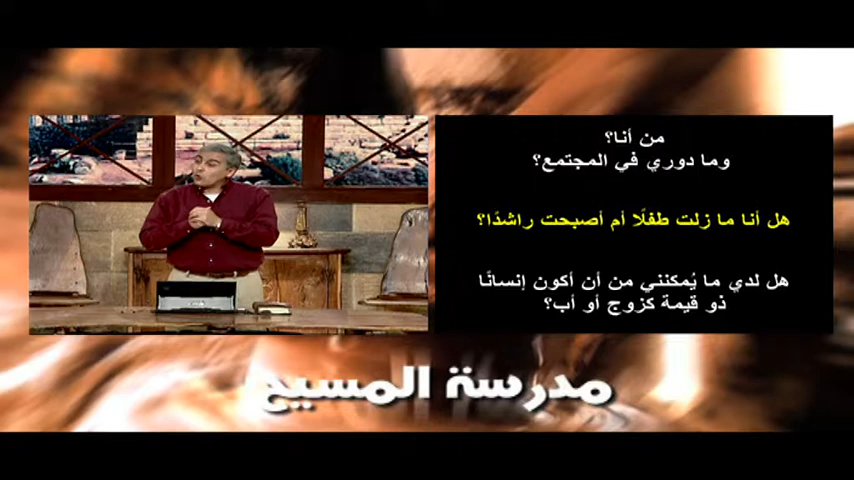 من أنا؟
وما دوري في المجتمع؟
هل أنا ما زلت طفلًا أم أصبحت راشدًا؟
هل لدي ما يُمكنني من أن أكون إنسانًا
ذو قيمة كزوج أو أب؟
مدرسة المسيح